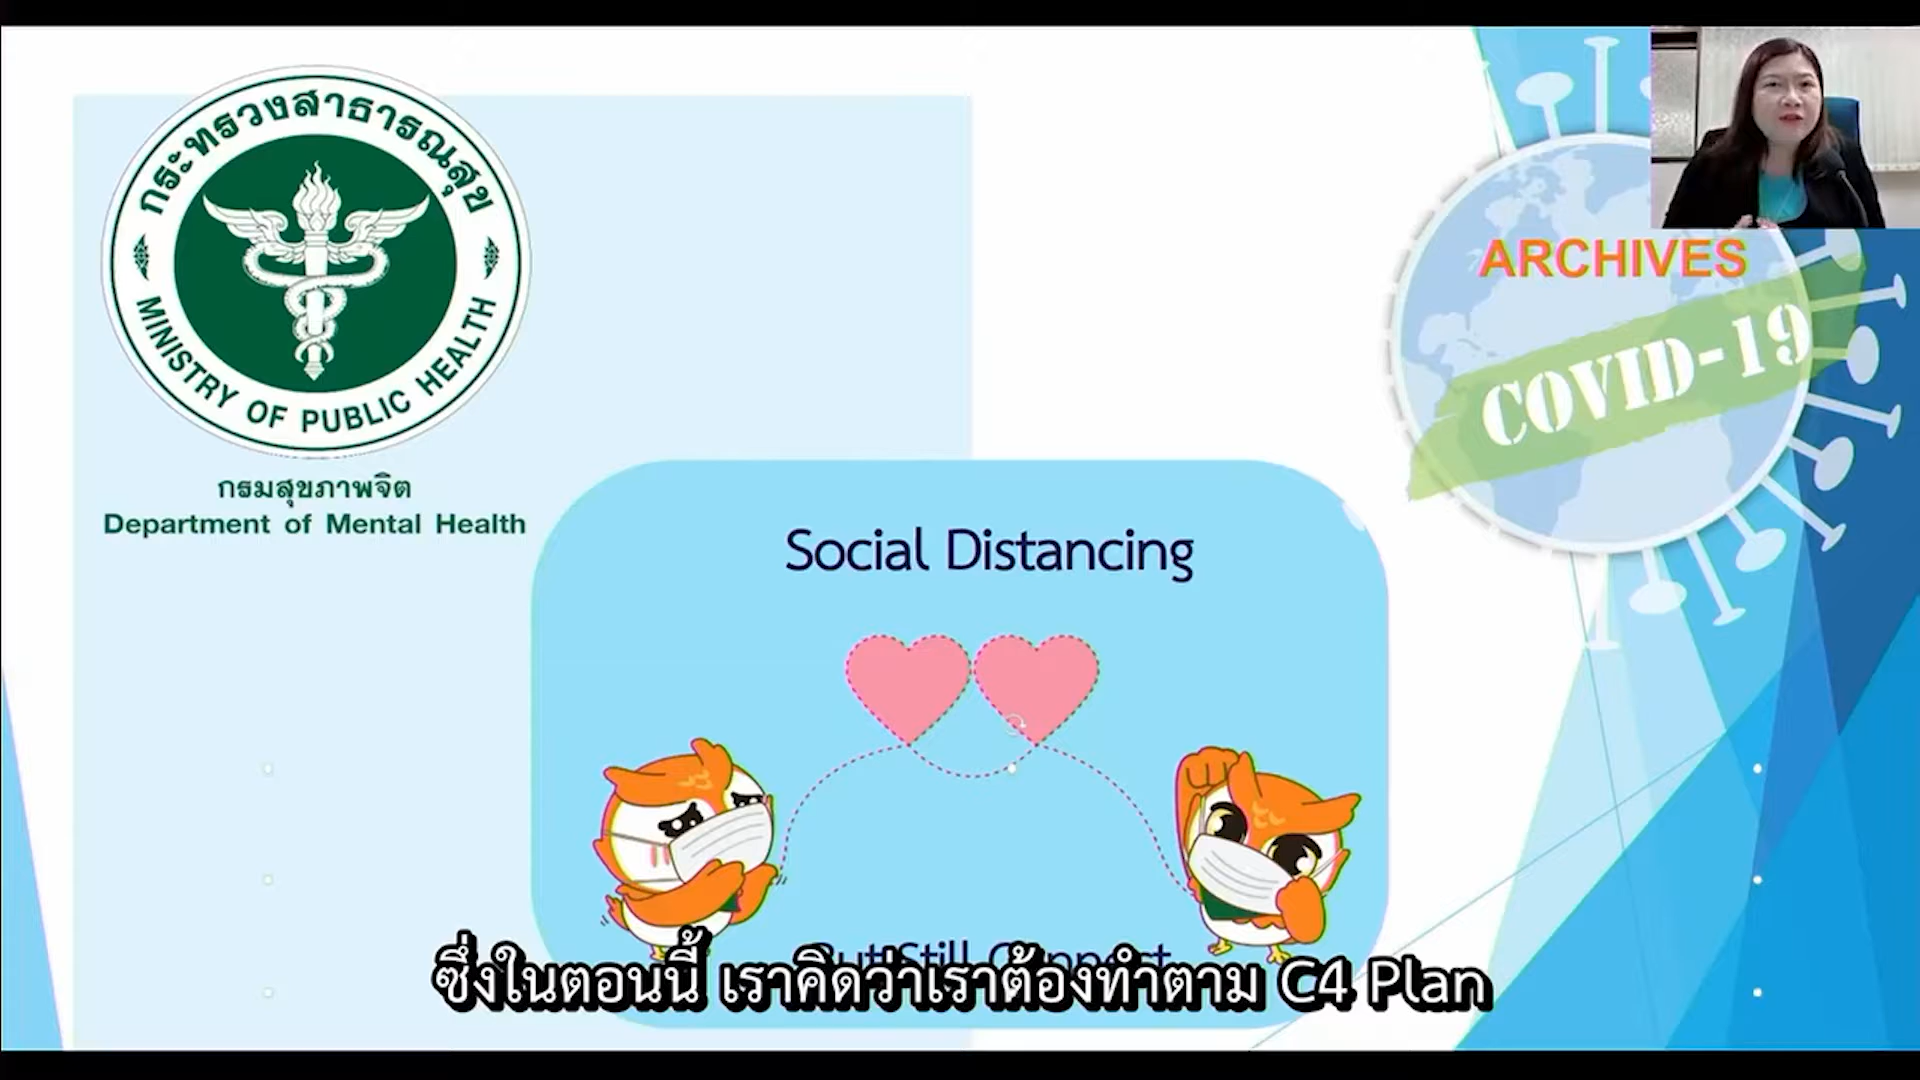 กระทรวงสาธารณสุข
MINISTRY OF PUBLIC HEALTH
กรมสุขภาพจิต
Department of Mental Health
ARCHIVES
COVID-19
Social Distancing
But Still Connect
ซึ่งในตอนนี้ เราคิดว่าเราต้องทำตาม C4 Plan